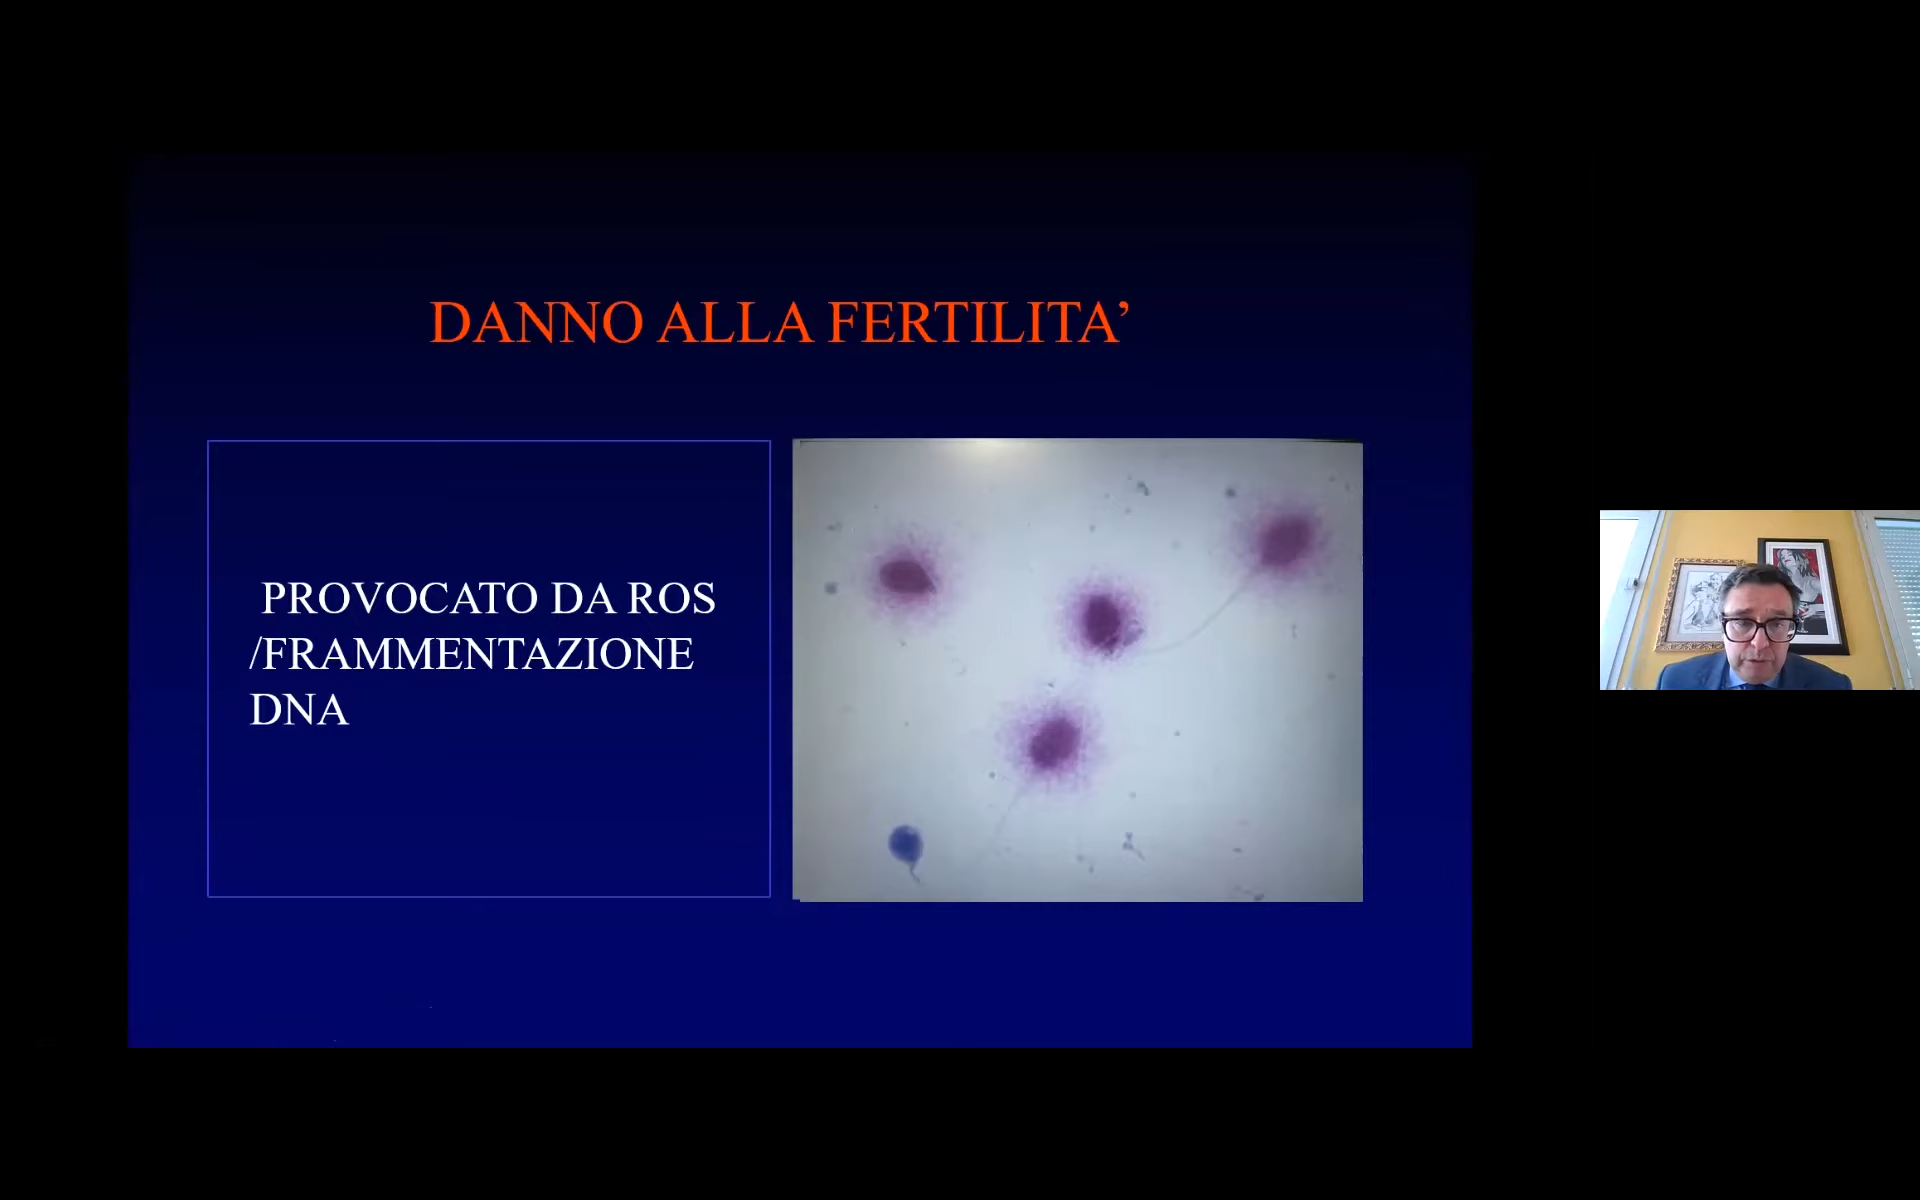 DANNO ALLA FERTILITA’
PROVOCATO DA ROS
/FRAMMENTAZIONE
DNA